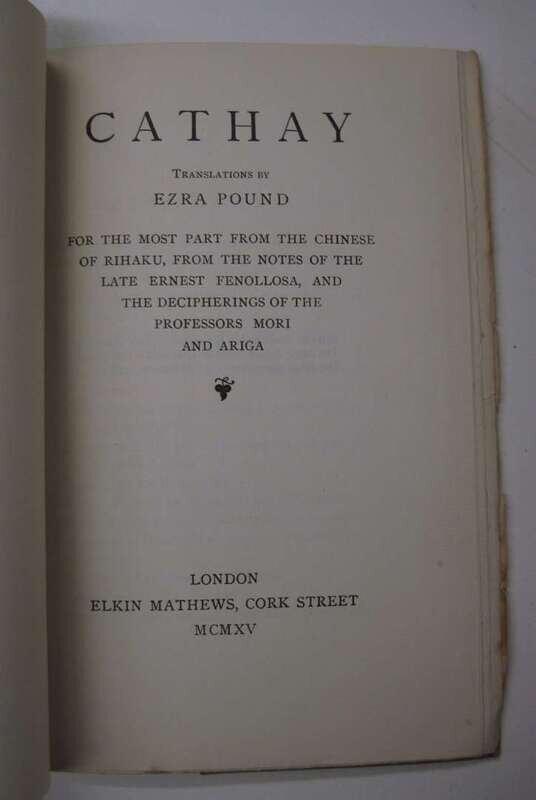 CATHAY
TRANSLATIONS BY
EZRA POUND
FOR THE MOST PART FROM THE CHINESE
OF RIHAKU, FROM THE NOTES OF THE
LATE ERNEST FENOLLOSA, AND
THE DECIPHERINGS OF THE
PROFESSORS MORI
AND ARIGA
LONDON
ELKIN MATHEWS, CORK STREET
MCMXV